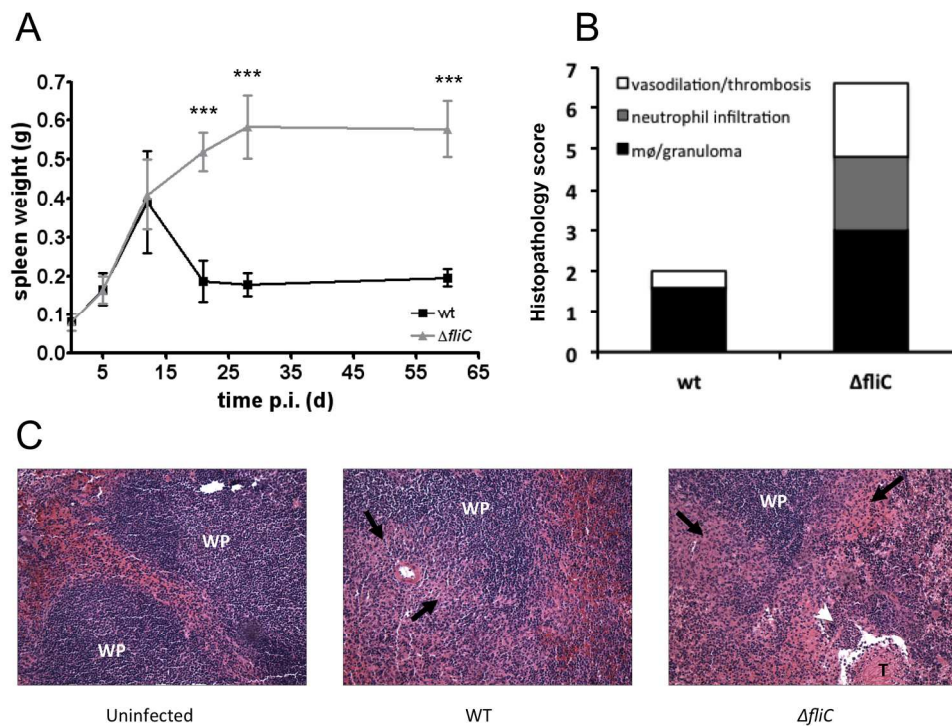 A
B
0.7
0.6
0.5
0.4
0.3
0.2
0.1
0.0
spleen weight (g)
***
***
***
wt
ΔfliC
5
15
25
35
45
55
65
time p.i. (d)
7
6
5
4
3
2
1
0
Histopathology score
vasodilation/thrombosis
neutrophil infiltration
mø/granuloma
wt
ΔfliC
C
WP
WP
WP
WP
T
Uninfected
WT
ΔfliC